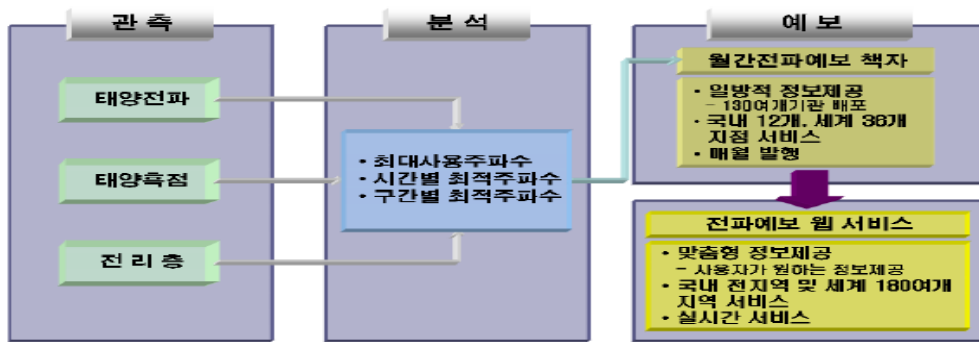 관 측
태양전파
태양흑점
전 리 층
분 석
• 최대사용주파수
• 시간별 최적주파수
• 구간별 최적주파수
예 보
월간전파예보 책자
• 일방적 정보제공
– 130여개기관 배포
• 국내 12개, 세계 36개
지점 서비스
• 매월 발행
전파예보 웹 서비스
• 맞춤형 정보제공
– 사용자가 원하는 정보제공
• 국내 전지역 및 세계 180여개
지역 서비스
• 실시간 서비스